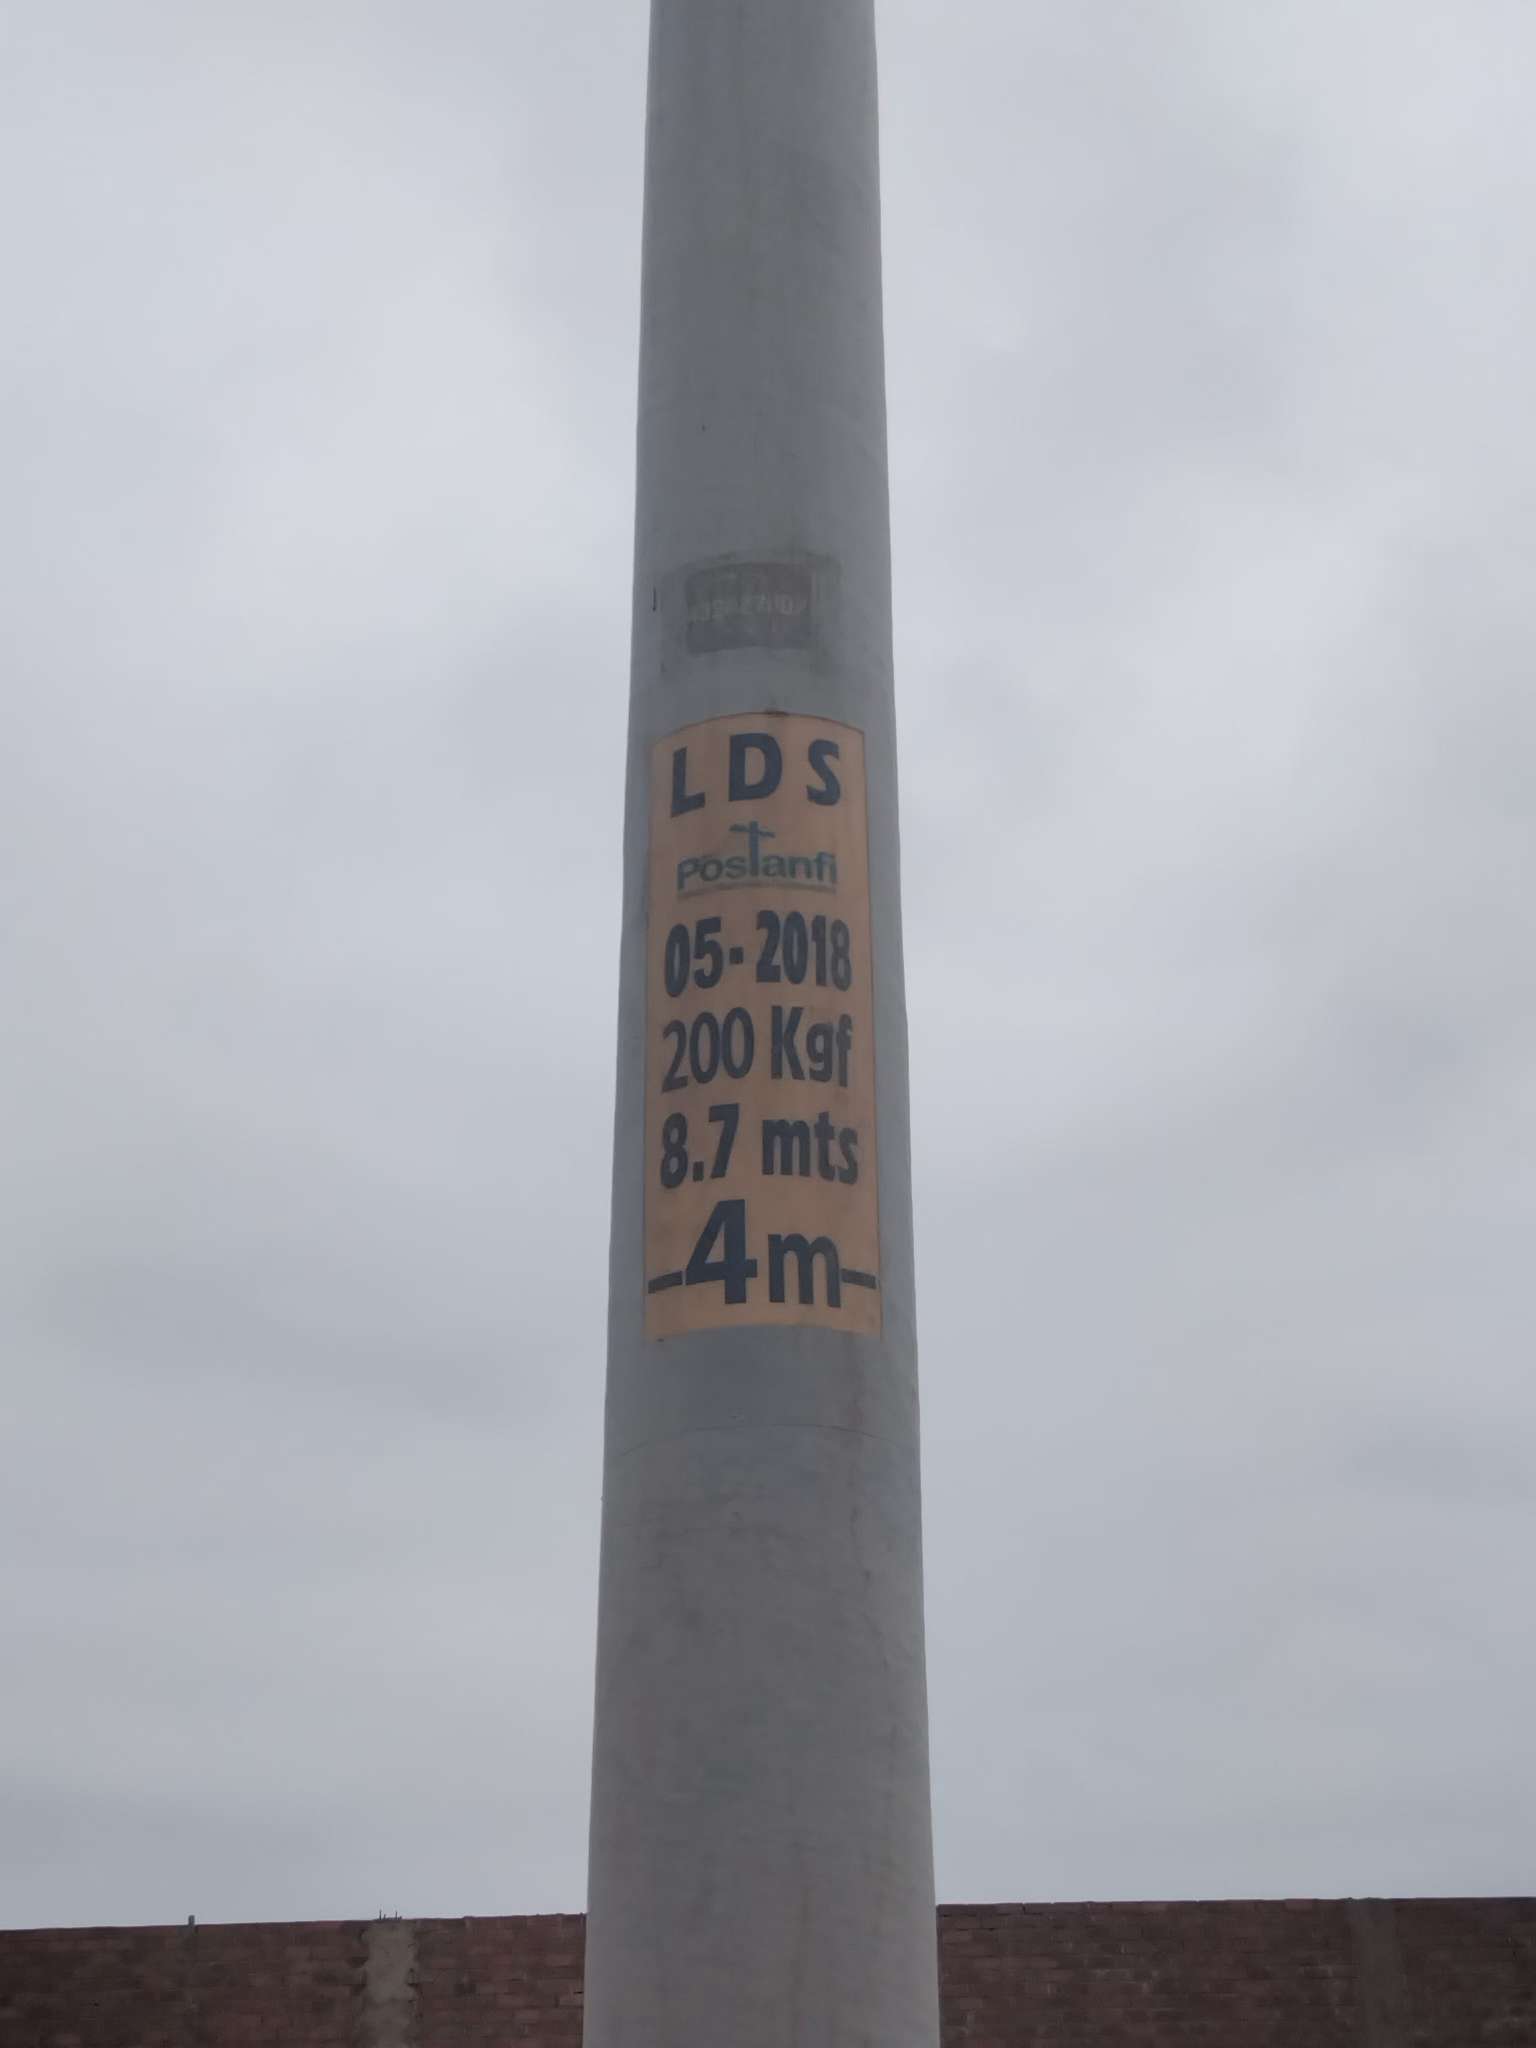 LDS
Postanfi
05-2018
200 Kgf
8.7 mts
-4m-